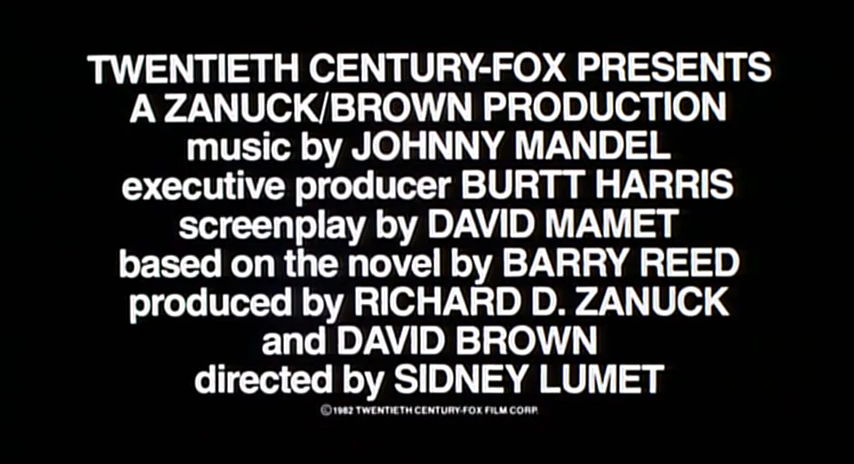 TWENTIETH CENTURY-FOX PRESENTS
A ZANUCK/BROWN PRODUCTION
music by JOHNNY MANDEL
executive producer BURTT HARRIS
screenplay by DAVID MAMET
based on the novel by BARRY REED
produced by RICHARD D. ZANUCK
and DAVID BROWN
directed by SIDNEY LUMET
©1982 TWENTIETH CENTURY-FOX FILM CORP.